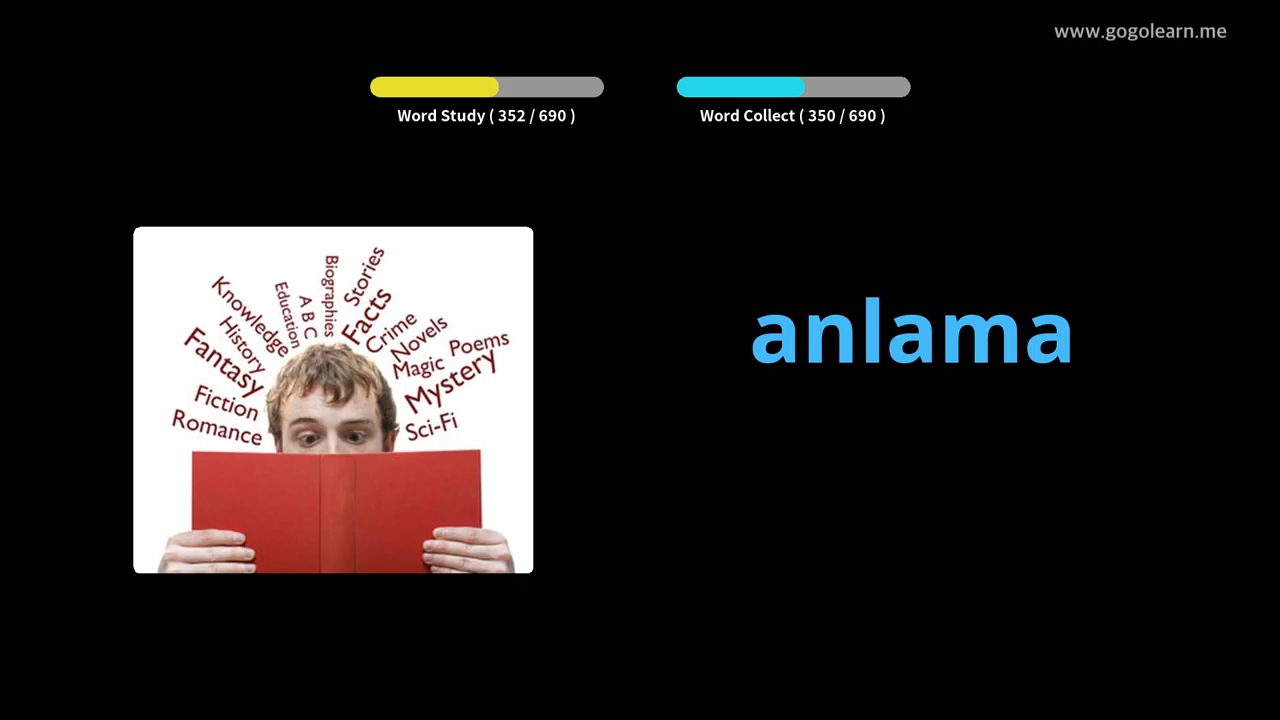 www.gogolearn.me
Word Study ( 352 / 690 )
Word Collect ( 350 / 690 )
Stories
Biographies
Facts
A B C
Education
Knowledge
Crime
Novels
History
Poems
Magic
Fantasy
Mystery
Fiction
Sci-Fi
Romance
anlama